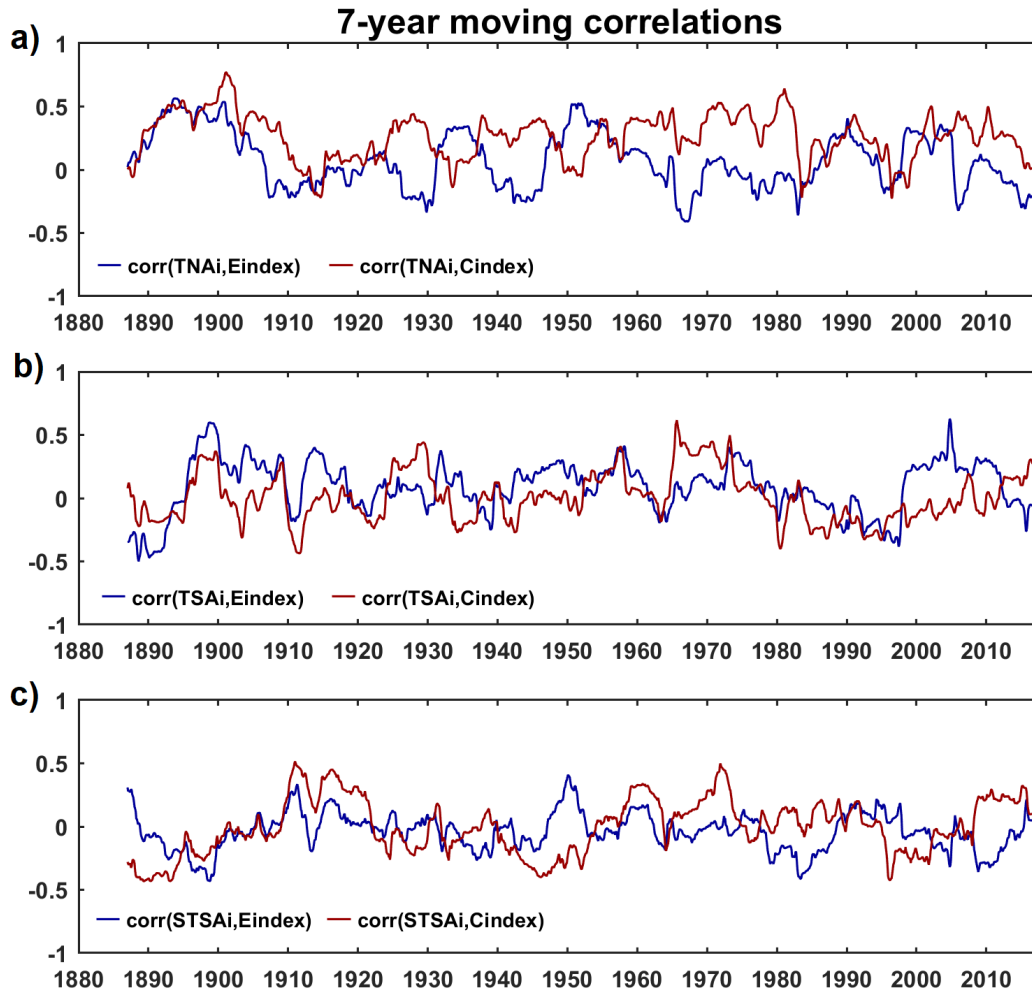 7-year moving correlations
a)
1
0.5
0
-0.5
-1
corr(TNAi,Eindex) corr(TNAi,Cindex)
1880 1890 1900 1910 1920 1930 1940 1950 1960 1970 1980 1990 2000 2010
b)
1
0.5
0
-0.5
-1
corr(TSAi,Eindex) corr(TSAi,Cindex)
1880 1890 1900 1910 1920 1930 1940 1950 1960 1970 1980 1990 2000 2010
c)
1
0.5
0
-0.5
-1
corr(STSAi,Eindex) corr(STSAi,Cindex)
1880 1890 1900 1910 1920 1930 1940 1950 1960 1970 1980 1990 2000 2010